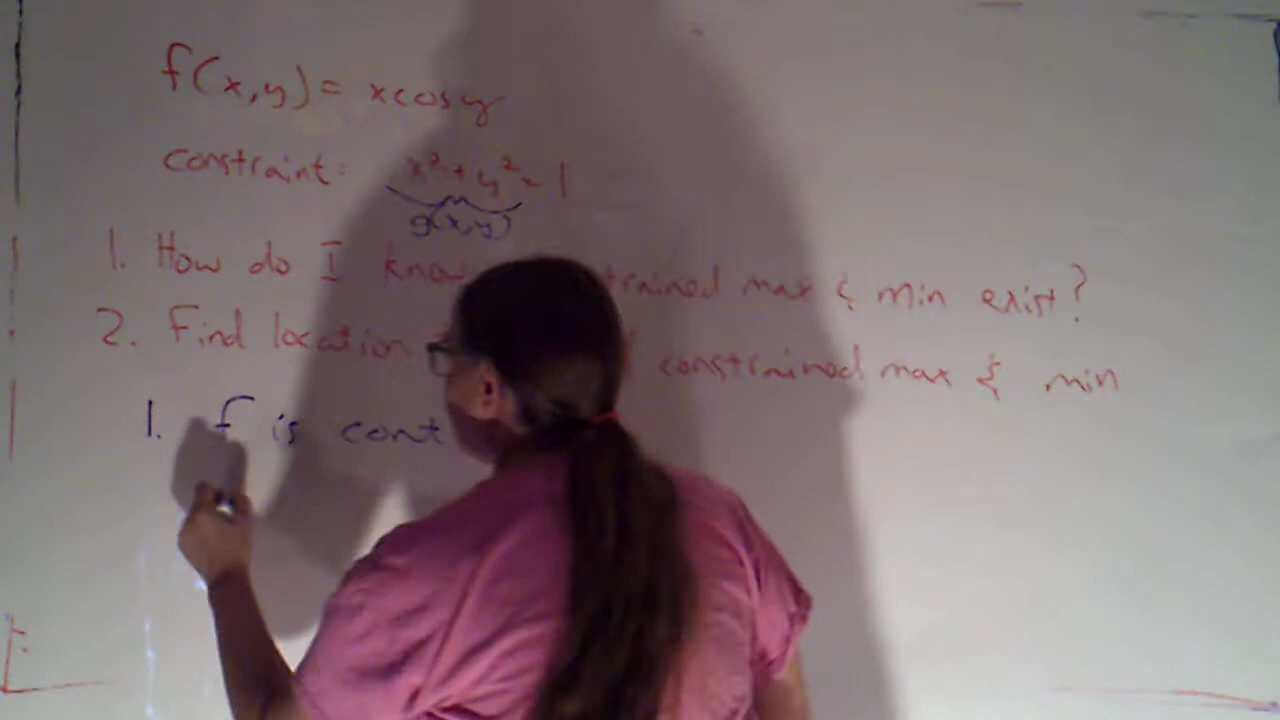 f(x,y) = x cos y
constraint: x² + y² = 1
g(x,y)
1. How do I know trained max & min exist?
2. Find location constrained max & min
1. f is cont